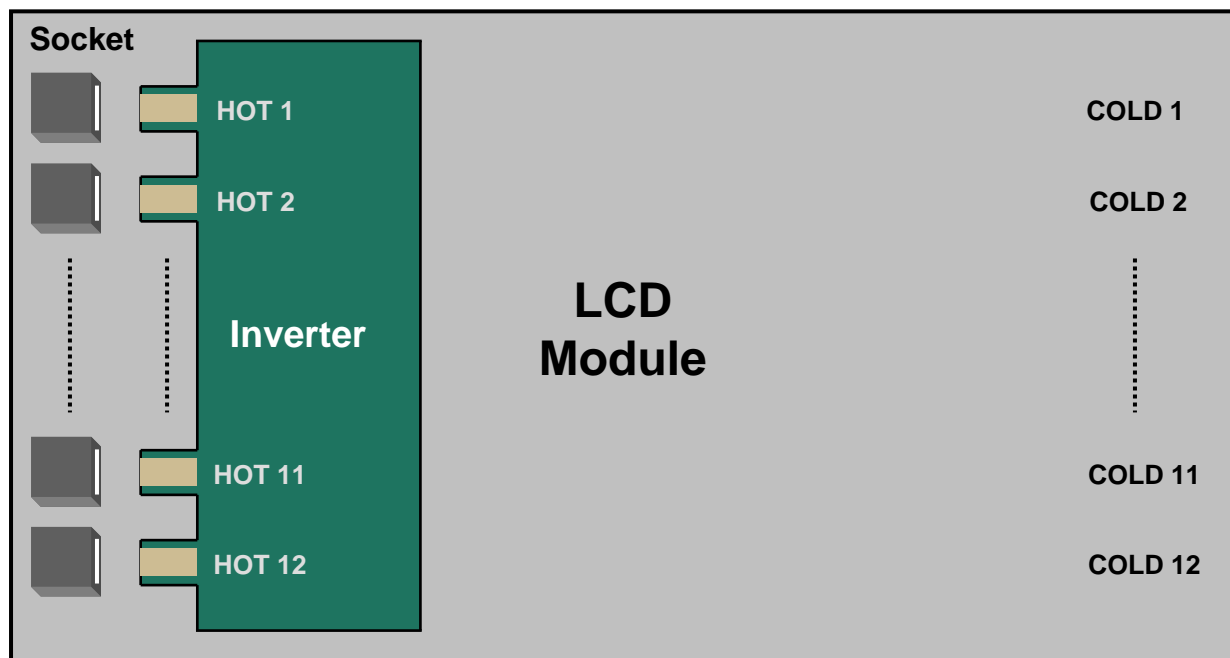 Socket
HOT 1
COLD 1
HOT 2
COLD 2
Inverter
LCD
Module
HOT 11
COLD 11
HOT 12
COLD 12